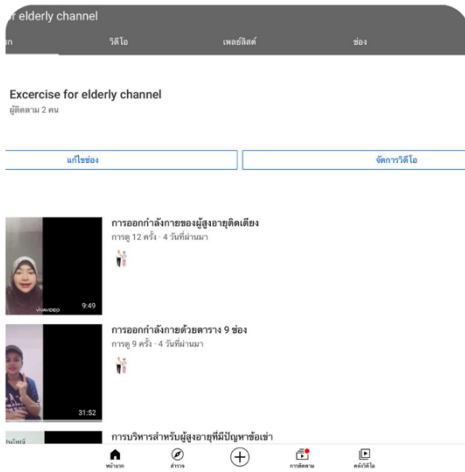 elderly channel
วิดีโอ
เพลย์ลิสต์
ช่อง
Excercise for elderly channel
ผู้ติดตาม 2 คน
แก้ไขช่อง
จัดการวิดีโอ
การออกกำลังกายของผู้สูงอายุติดเตียง
การดู 12 ครั้ง · 4 วันที่ผ่านมา
VIVAVIDEO
9:49
การออกกำลังกายด้วยตาราง 9 ช่อง
การดู 9 ครั้ง · 4 วันที่ผ่านมา
31:52
การบริหารสำหรับผู้สูงอายุที่มีปัญหาข้อเข่า
หน้าแรก
สำรวจ
การติดตาม
คลังวิดีโอ